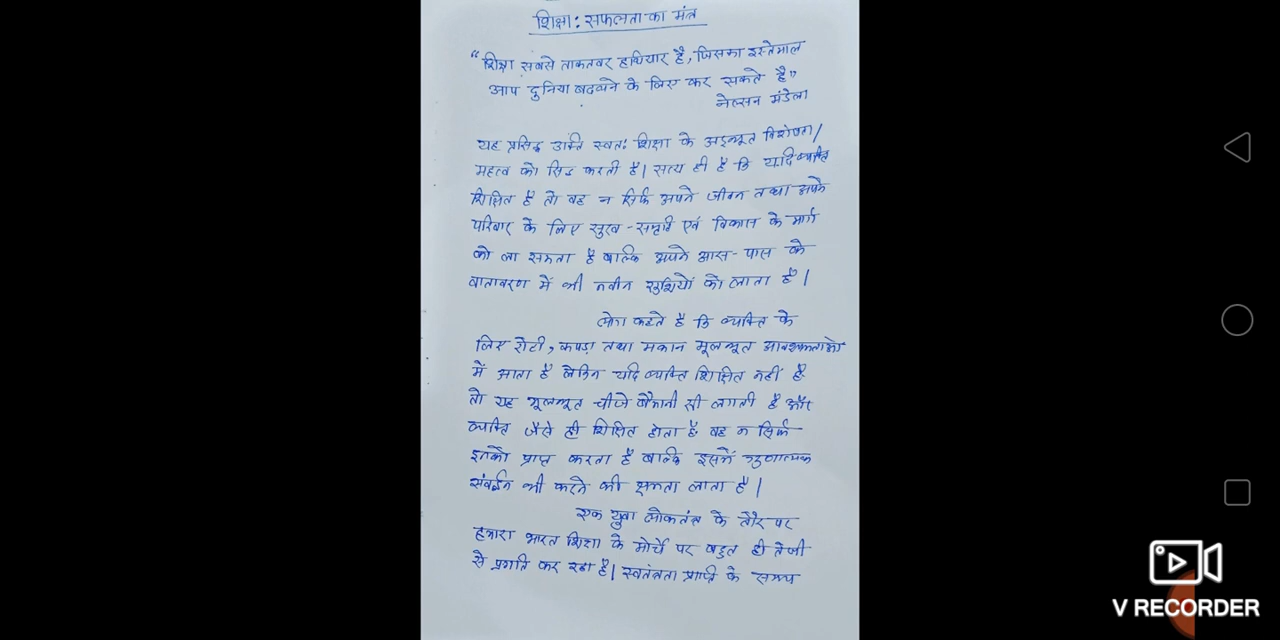 शिक्षा: सफलता का मंत्र
“शिक्षा सबसे ताकतवर हथियार है, जिसका इस्तेमाल
आप दुनिया बदलने के लिए कर सकते है”
नेल्सन मंडेला
यह प्रसिद्ध उक्ति स्वत: शिक्षा के अद्भूत विशेषता/
महत्व को सिद्ध करती है। सत्य ही है कि यदि व्यक्ति
शिक्षित है तो वह न सिर्फ अपने जीवन तथा अपने
परिवार के लिए सुख-समृद्धि एवं विकास के मार्ग
को ला सकता है बल्कि अपने आस-पास के
वातावरण में भी नवीन खुशियों को लाता है।
लोग कहते है कि व्यक्ति के
लिए रोटी, कपड़ा तथा मकान मूलभूत आवश्यकताओं
में आता है लेकिन यदि व्यक्ति शिक्षित नहीं है
तो यह मूलभूत चीजे बेमानी सी लगती है और
व्यक्ति जैसे ही शिक्षित होता है वह न सिर्फ
इनको प्राप्त करता है बल्कि इसमें गुणात्मक
संवर्द्धन भी करने की क्षमता लाता है।
एक युवा लोकतंत्र के तौर पर
हमारा भारत शिक्षा के मोर्चे पर बहुत ही तेजी
से प्रगति कर रहा है। स्वतंत्रता प्राप्ति के समय
V RECORDER